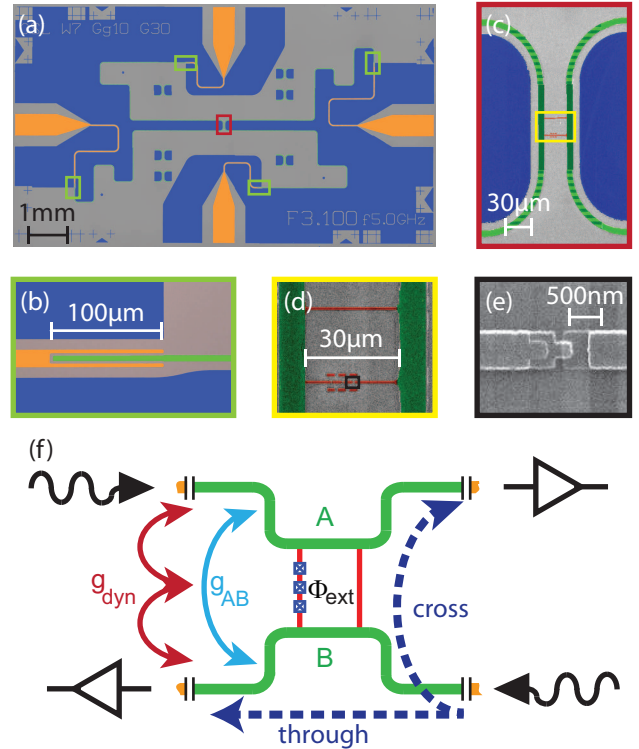 (a)
W7 Gg10 G30
1mm
F3.100 f5.0GHz
(c)
30μm
(b)
100μm
(d)
30μm
(e)
500nm
(f)
A
g_dyn
g_AB
Φ_ext
cross
B
through